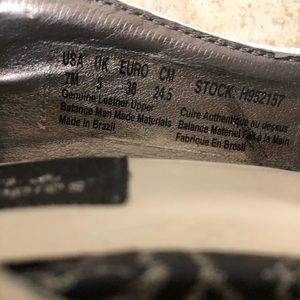 USA UK EURO CM
7M 5 38 24.5
STOCK: H952157
Genuine Leather Upper
Balance Man Made Materials
Made in Brazil
Cuire Authentique au dessus
Balance Materiel Fait a la Main
Fabrique En Bresil